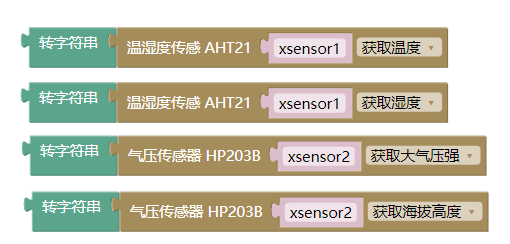 转字符串 温湿度传感 AHT21 xsensor1 获取温度
转字符串 温湿度传感 AHT21 xsensor1 获取湿度
转字符串 气压传感器 HP203B xsensor2 获取大气压强
转字符串 气压传感器 HP203B xsensor2 获取海拔高度